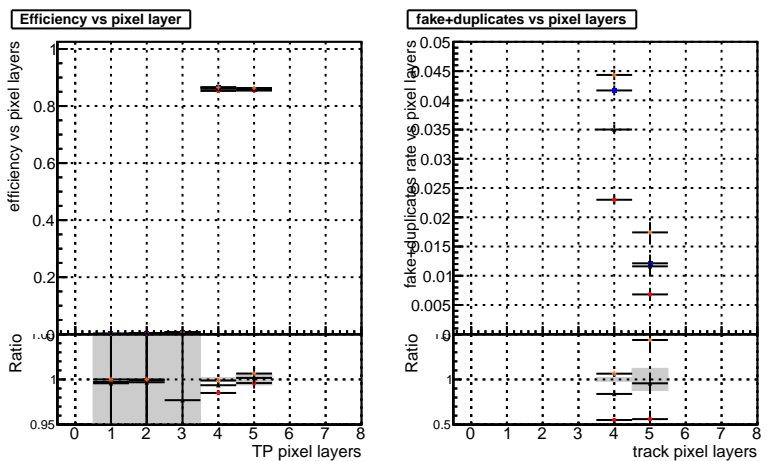 Efficiency vs pixel layer
efficiency vs pixel layers
1
0.8
0.6
0.4
0.2
0
Ratio
1
0.95
0 1 2 3 4 5 6 7 8
TP pixel layers
fake+duplicates vs pixel layers
fake+duplicates rate vs pixel layers
0.05
0.045
0.04
0.035
0.03
0.025
0.02
0.015
0.01
0.005
0
Ratio
1
0.5
0 1 2 3 4 5 6 7 8
track pixel layers